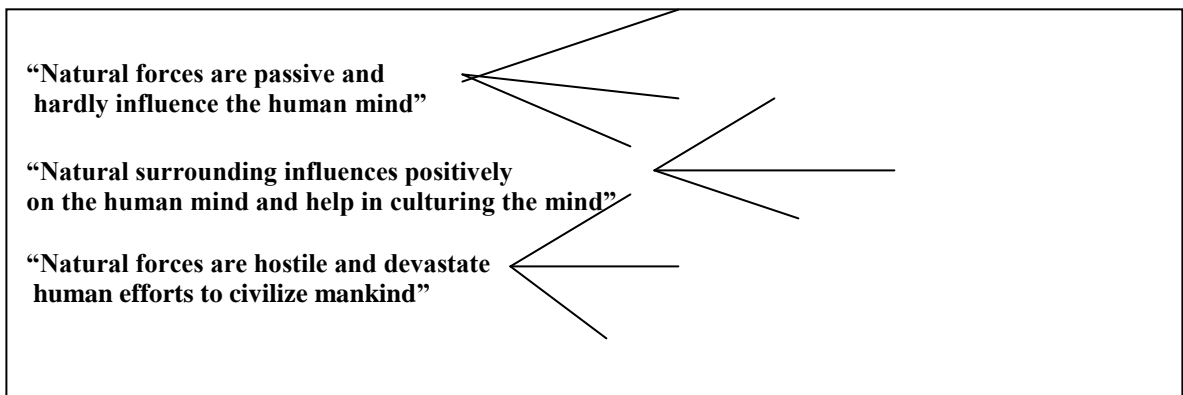 “Natural forces are passive and
hardly influence the human mind”
“Natural surrounding influences positively
on the human mind and help in culturing the mind”
“Natural forces are hostile and devastate
human efforts to civilize mankind”